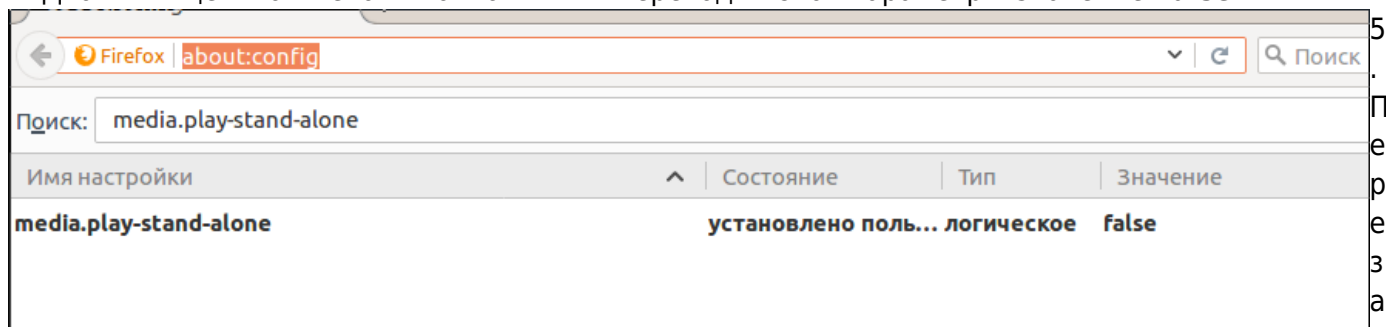 Firefox about:config Поиск
Поиск: media.play-stand-alone
Имя настройки Состояние Тип Значение
media.play-stand-alone установлено поль... логическое false
5
.
П
е
р
е
з
а